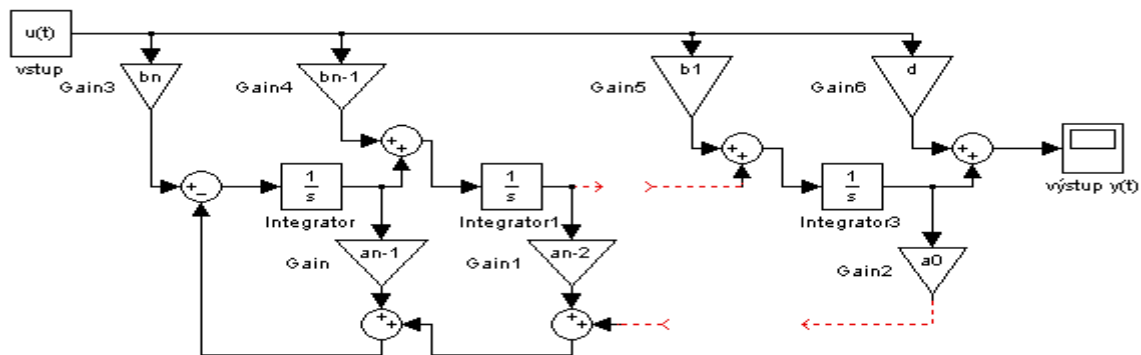 u(t)
vstup
bn
Gain3
bn-1
Gain4
b1
Gain5
d
Gain6
+
+
+
+
+
+
+
−
1
s
Integrator
1
s
Integrator1
1
s
Integrator3
výstup y(t)
an-1
Gain
an-2
Gain1
a0
Gain2
+
+
+
+